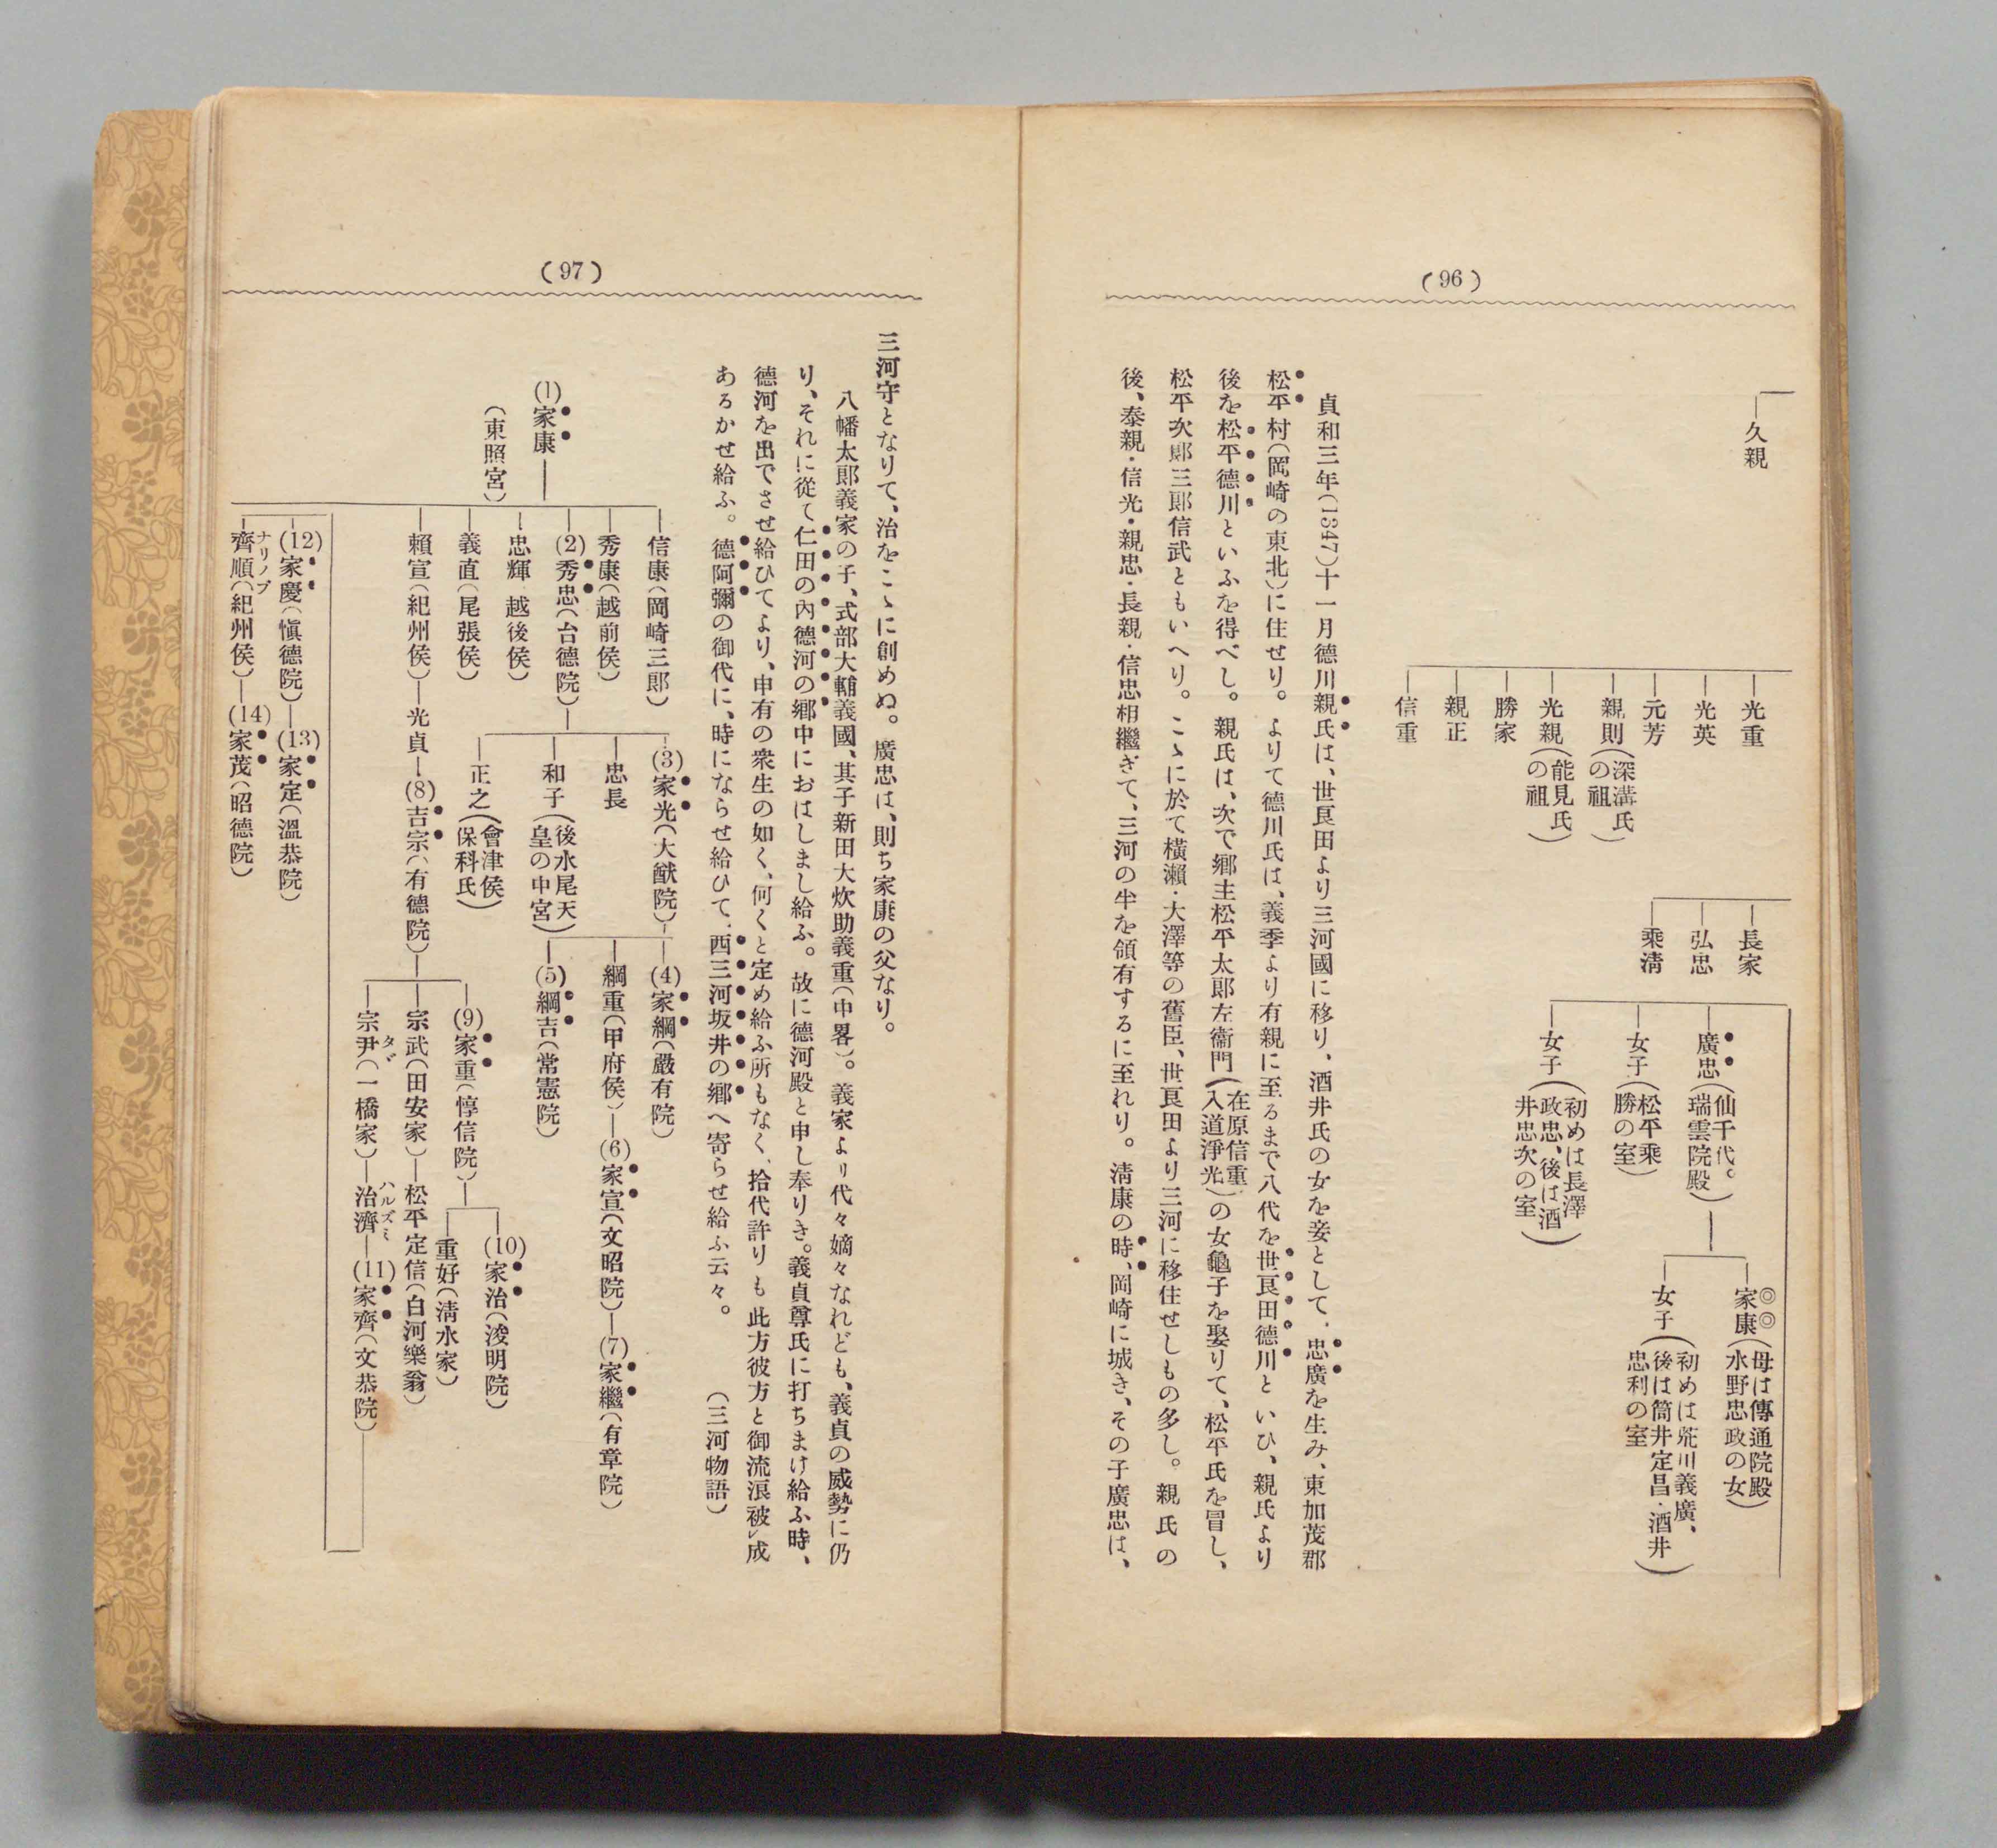 (96)
久親
光重
光英
元芳
親則(深溝氏の祖)
光親(能見氏の祖)
勝家
親正
信重
長家
弘忠
乘淸
廣忠(仙千代。瑞雲院殿)
女子(松平乘勝の室)
女子(初めは長澤政忠、後は酒井忠次の室)
◎◎
家康(母は傳通院殿水野忠政の女)
女子(初めは荒川義廣、後は筒井定昌・酒井忠利の室)
貞和三年(1347)十一月德川親氏は、世良田より三河國に移り、酒井氏の女を妾として、忠廣を生み、東加茂郡
松平村(岡崎の東北)に住せり。よりて德川氏は、義季より有親に至るまで八代を世良田德川といひ、親氏より
後を松平德川といふを得べし。親氏は、次で鄕主松平太郞左衞門(在原信重入道淨光)の女龜子を娶りて、松平氏を冒し、
松平次郞三郞信武ともいへり。こゝに於て橫瀨・大澤等の舊臣、世良田より三河に移住せしもの多し。親氏の
後、泰親・信光・親忠・長親・信忠相繼ぎて、三河の半を領有するに至れり。淸康の時、岡崎に城き、その子廣忠は、
(97)
三河守となりて、治をこゝに創めぬ。廣忠は、則ち家康の父なり。
八幡太郞義家の子、式部大輔義國、其子新田大炊助義重(中畧)。義家より代々嫡々なれども、義貞の威勢に仍
り、それに從て仁田の內德河の鄕中におはしまし給ふ。故に德河殿と申し奉りき。義貞尊氏に打ちまけ給ふ時、
德河を出でさせ給ひてより、中有の衆生の如く、何くと定め給ふ所もなく、拾代許りも此方彼方と御流浪被レ成
あるかせ給ふ。德阿彌の御代に、時にならせ給ひて、西三河坂井の鄕へ寄らせ給ふ云々。(三河物語)
(1)家康
(東照宮)
信康(岡崎三郞)
秀康(越前侯)
(2)秀忠(台德院)
忠輝 越後侯)
義直(尾張侯)
賴宣(紀州侯)―光貞―(8)吉宗(有德院)
(3)家光(大猷院)
忠長
和子(後水尾天皇の中宮)
正之(會津侯保科氏)
(4)家綱(嚴有院)
綱重(甲府侯)―(6)家宣(文昭院)―(7)家繼(有章院)
(5)綱吉(常憲院)
(9)家重(惇信院)
宗武(田安家)―松平定信(白河樂翁)
宗尹(一橋家)―治濟―(11)家齊(文恭院)
タヾ
ハルズミ
(10)家治(浚明院)
重好(淸水家)
(12)家慶(愼德院)―(13)家定(溫恭院)
齊順(紀州侯)―(14)家茂(昭德院)
ナリノブ